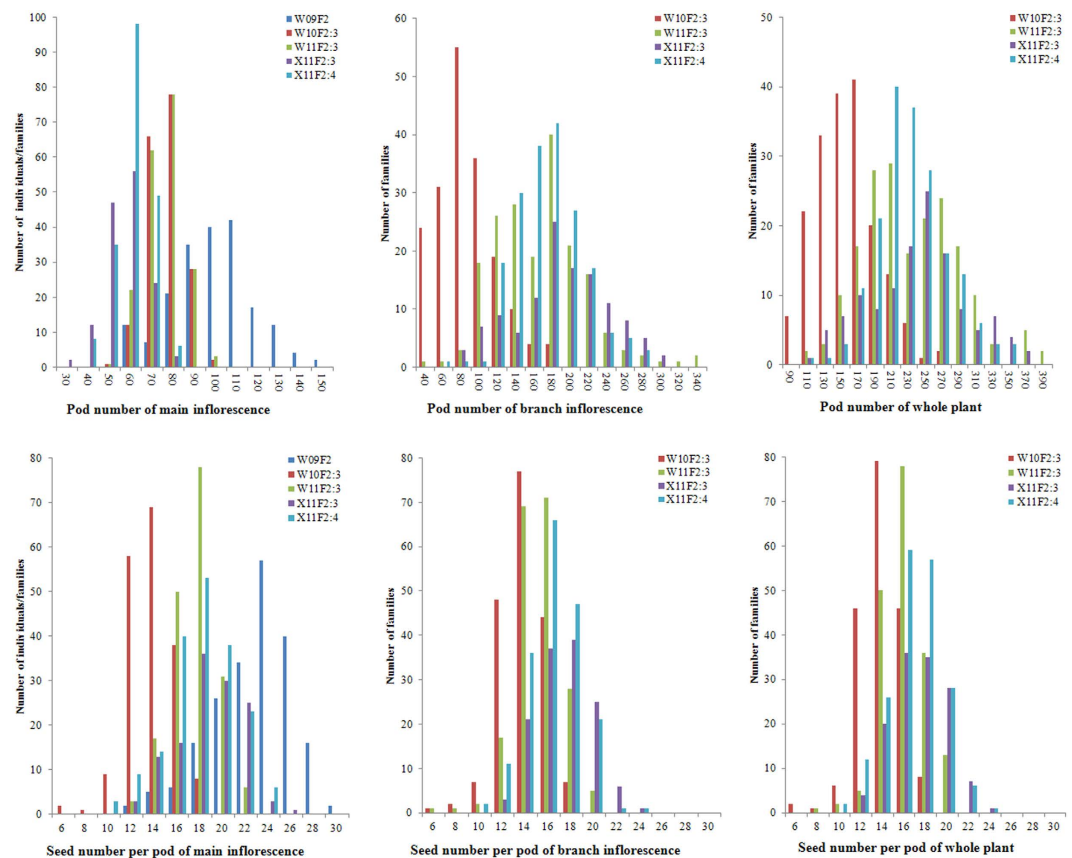 100
90
80
70
60
50
40
30
20
10
0
Number of indi iduals/families
W09F2
W10F2:3
W11F2:3
X11F2:3
X11F2:4
30 40 50 60 70 80 90 100 110 120 130 140 150
Pod number of main inflorescence
60
50
40
30
20
10
0
Number of families
W10F2:3
W11F2:3
X11F2:3
X11F2:4
40 60 80 100 120 140 160 180 200 220 240 260 280 300 320 340
Pod number of branch inflorescence
50
40
30
20
10
0
Number of families
W10F2:3
W11F2:3
X11F2:3
X11F2:4
90 110 130 150 170 190 210 230 250 270 290 310 330 350 370 390
Pod number of whole plant
80
70
60
50
40
30
20
10
0
Number of indi iduals/families
W09F2
W10F2:3
W11F2:3
X11F2:3
X11F2:4
6 8 10 12 14 16 18 20 22 24 26 28 30
Seed number per pod of main inflorescence
80
70
60
50
40
30
20
10
0
Number of families
W10F2:3
W11F2:3
X11F2:3
X11F2:4
6 8 10 12 14 16 18 20 22 24 26 28 30
Seed number per pod of branch inflorescence
80
70
60
50
40
30
20
10
0
Number of families
W10F2:3
W11F2:3
X11F2:3
X11F2:4
6 8 10 12 14 16 18 20 22 24 26 28 30
Seed number per pod of whole plant